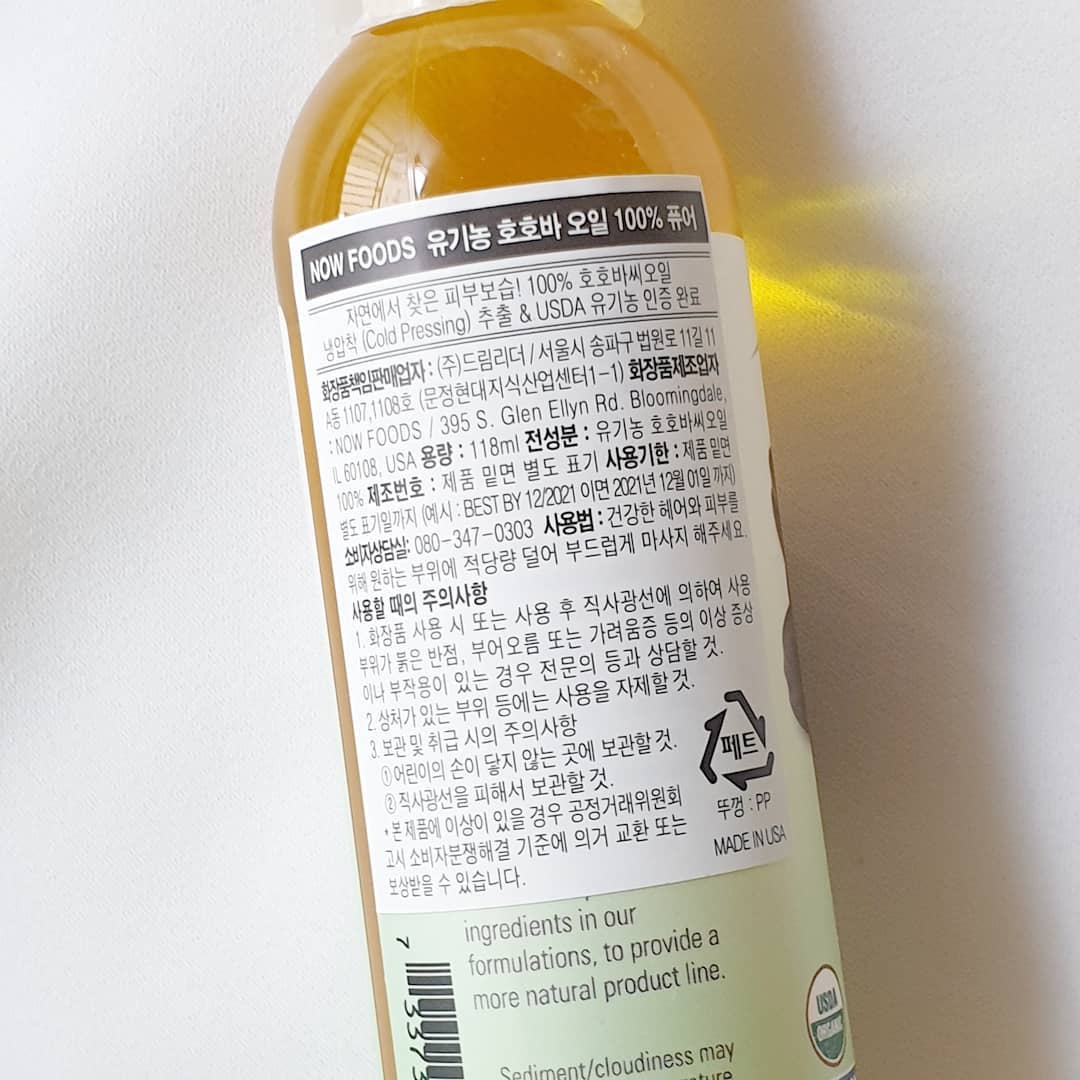 NOW FOODS 유기농 호호바 오일 100% 퓨어
자연에서 찾은 피부보습! 100% 호호바씨오일
냉압착 (Cold Pressing) 추출 & USDA 유기농 인증 완료
화장품책임판매업자 : (주)드림리더 / 서울시 송파구 법원로 11길 11
A동 1107,1108호 (문정현대지식산업센터1-1) 화장품제조업자
: NOW FOODS / 395 S. Glen Ellyn Rd. Bloomingdale,
IL 60108, USA 용량 : 118ml 전성분 : 유기농 호호바씨오일
100% 제조번호 : 제품 밑면 별도 표기 사용기한 : 제품 밑면
별도 표기일까지 (예시 : BEST BY 12/2021 이면 2021년 12월 01일 까지)
소비자상담실: 080-347-0303 사용법 : 건강한 헤어와 피부를
위해 원하는 부위에 적당량 덜어 부드럽게 마사지 해주세요.
사용할 때의 주의사항
1. 화장품 사용 시 또는 사용 후 직사광선에 의하여 사용
부위가 붉은 반점, 부어오름 또는 가려움증 등의 이상 증상
이나 부작용이 있는 경우 전문의 등과 상담할 것.
2. 상처가 있는 부위 등에는 사용을 자제할 것.
3. 보관 및 취급 시의 주의사항
①어린이의 손이 닿지 않는 곳에 보관할 것.
②직사광선을 피해서 보관할 것.
* 본 제품에 이상이 있을 경우 공정거래위원회
고시 소비자분쟁해결 기준에 의거 교환 또는
보상받을 수 있습니다.
페트
뚜껑 : PP
MADE IN USA
ingredients in our
formulations, to provide a
more natural product line.
Sediment/cloudiness may
USDA
ORGANIC
7